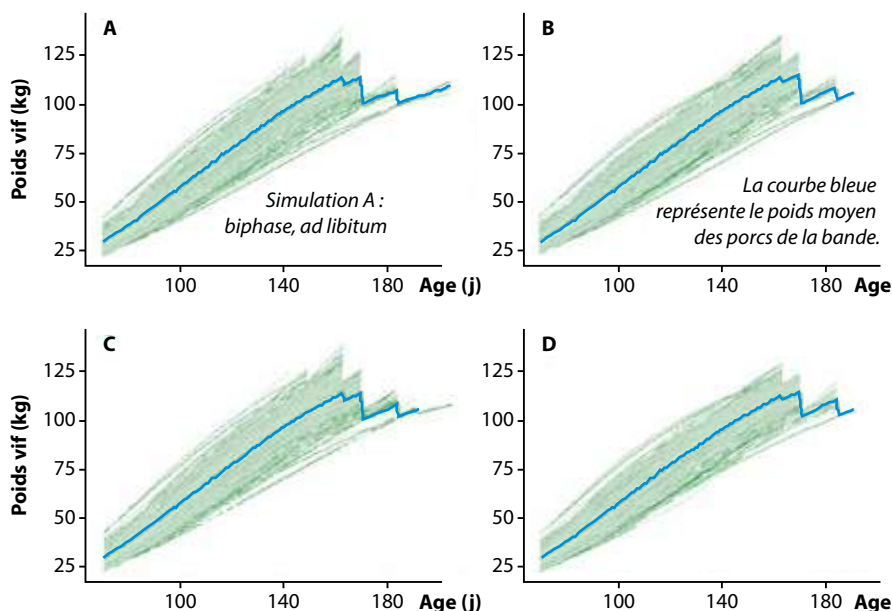 A
125
100
75
50
25
Poids vif (kg)
Simulation A :
biphase, ad libitum
100
140
180
Age (j)
B
125
100
75
50
25
La courbe bleue
représente le poids moyen
des porcs de la bande.
100
140
180
Age
C
125
100
75
50
25
Poids vif (kg)
100
140
180
Age (j)
D
125
100
75
50
25
100
140
180
Age